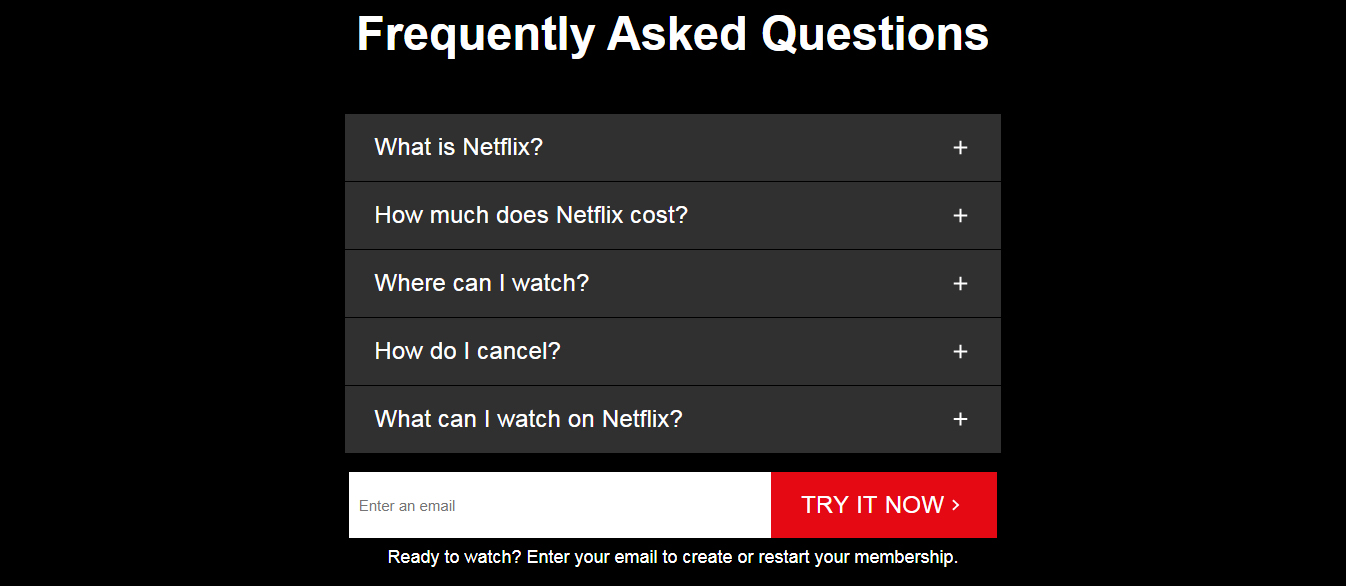 Frequently Asked Questions
What is Netflix? +
How much does Netflix cost? +
Where can I watch? +
How do I cancel? +
What can I watch on Netflix? +
Enter an email TRY IT NOW ›
Ready to watch? Enter your email to create or restart your membership.